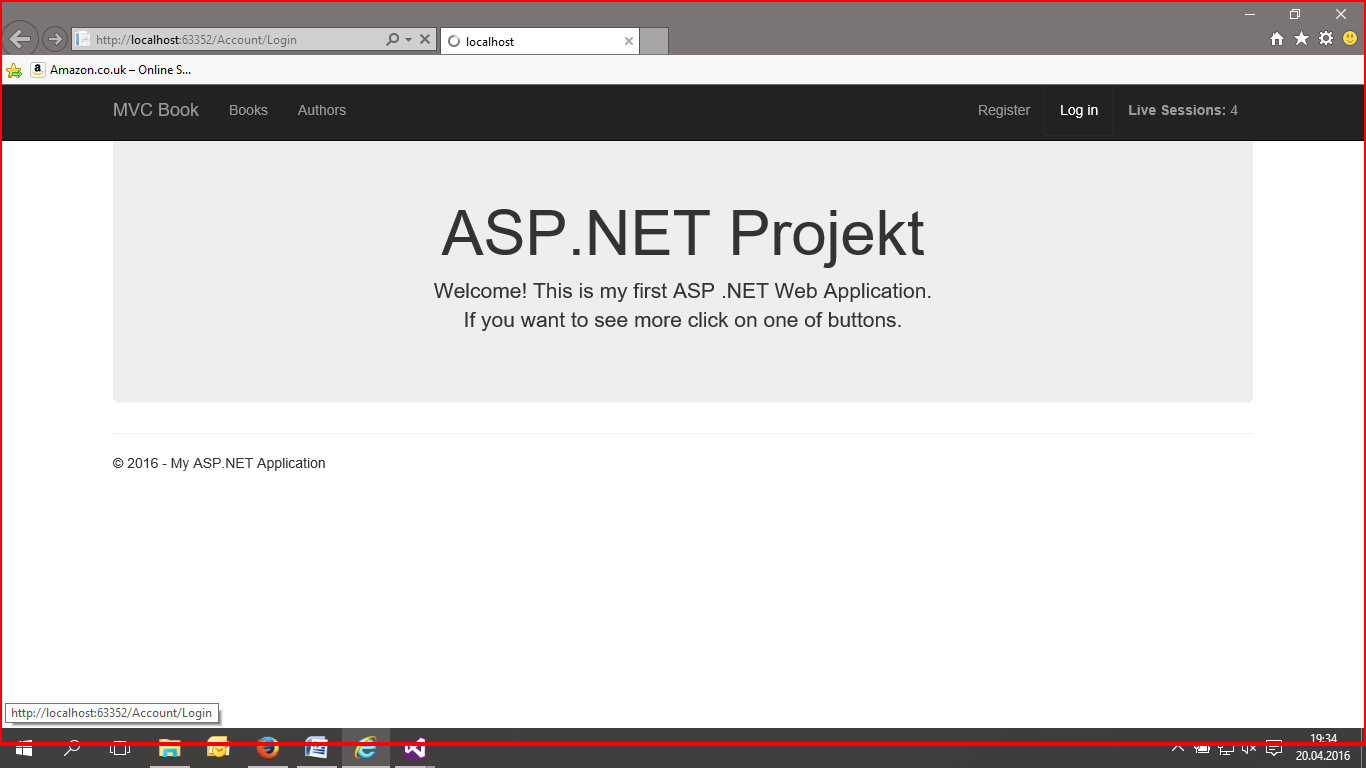 http://localhost:63352/Account/Login
localhost
Amazon.co.uk – Online S...
MVC Book Books Authors Register Log in Live Sessions: 4
ASP.NET Projekt
Welcome! This is my first ASP .NET Web Application.
If you want to see more click on one of buttons.
© 2016 - My ASP.NET Application
http://localhost:63352/Account/Login
19:34
20.04.2016